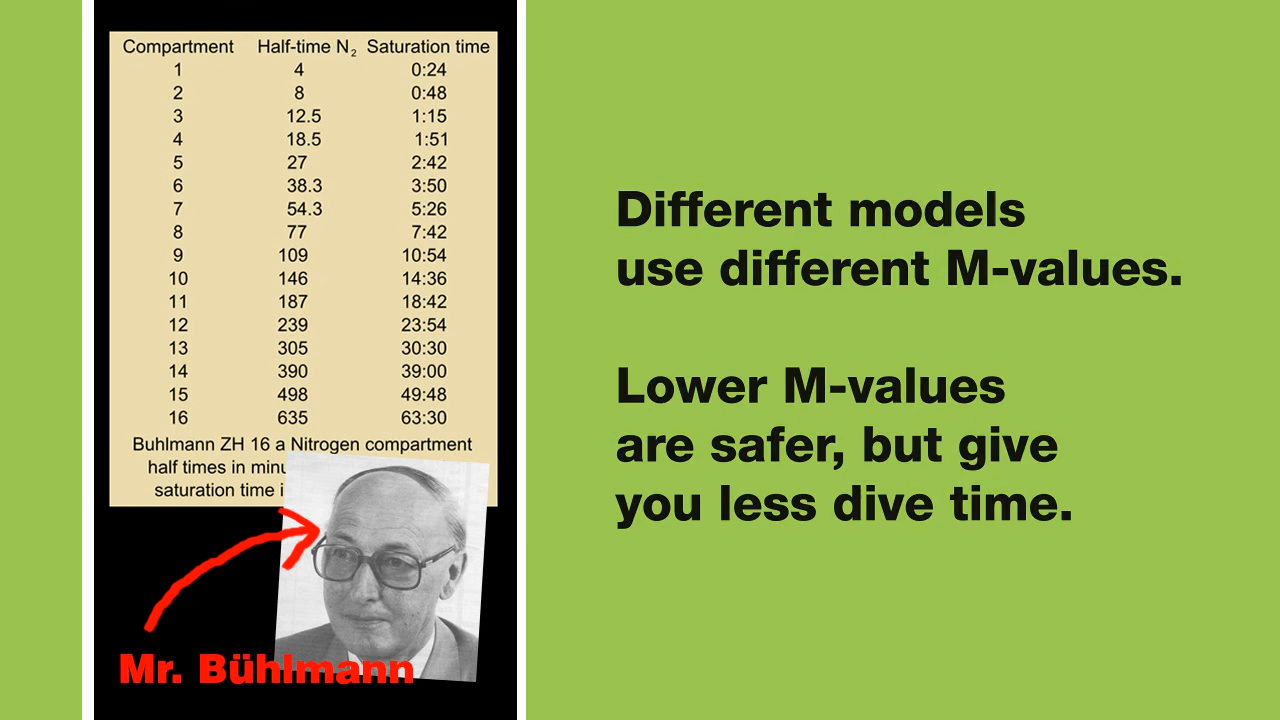 Compartment Half-time N₂ Saturation time
1 4 0:24
2 8 0:48
3 12.5 1:15
4 18.5 1:51
5 27 2:42
6 38.3 3:50
7 54.3 5:26
8 77 7:42
9 109 10:54
10 146 14:36
11 187 18:42
12 239 23:54
13 305 30:30
14 390 39:00
15 498 49:48
16 635 63:30
Buhlmann ZH 16 a Nitrogen compartment
half times in
saturation time
Mr. Bühlmann
Different models
use different M-values.
Lower M-values
are safer, but give
you less dive time.